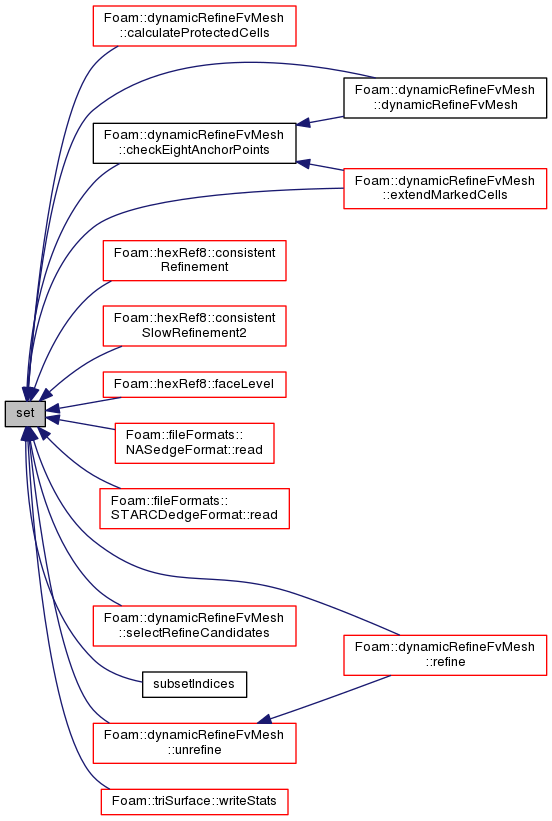 Foam::dynamicRefineFvMesh
::calculateProtectedCells
Foam::dynamicRefineFvMesh
::dynamicRefineFvMesh
Foam::dynamicRefineFvMesh
::checkEightAnchorPoints
Foam::dynamicRefineFvMesh
::extendMarkedCells
Foam::hexRef8::consistent
Refinement
Foam::hexRef8::consistent
SlowRefinement2
Foam::hexRef8::faceLevel
set
Foam::fileFormats::
NASedgeFormat::read
Foam::fileFormats::
STARCDedgeFormat::read
Foam::dynamicRefineFvMesh
::selectRefineCandidates
Foam::dynamicRefineFvMesh
::refine
subsetIndices
Foam::dynamicRefineFvMesh
::unrefine
Foam::triSurface::writeStats